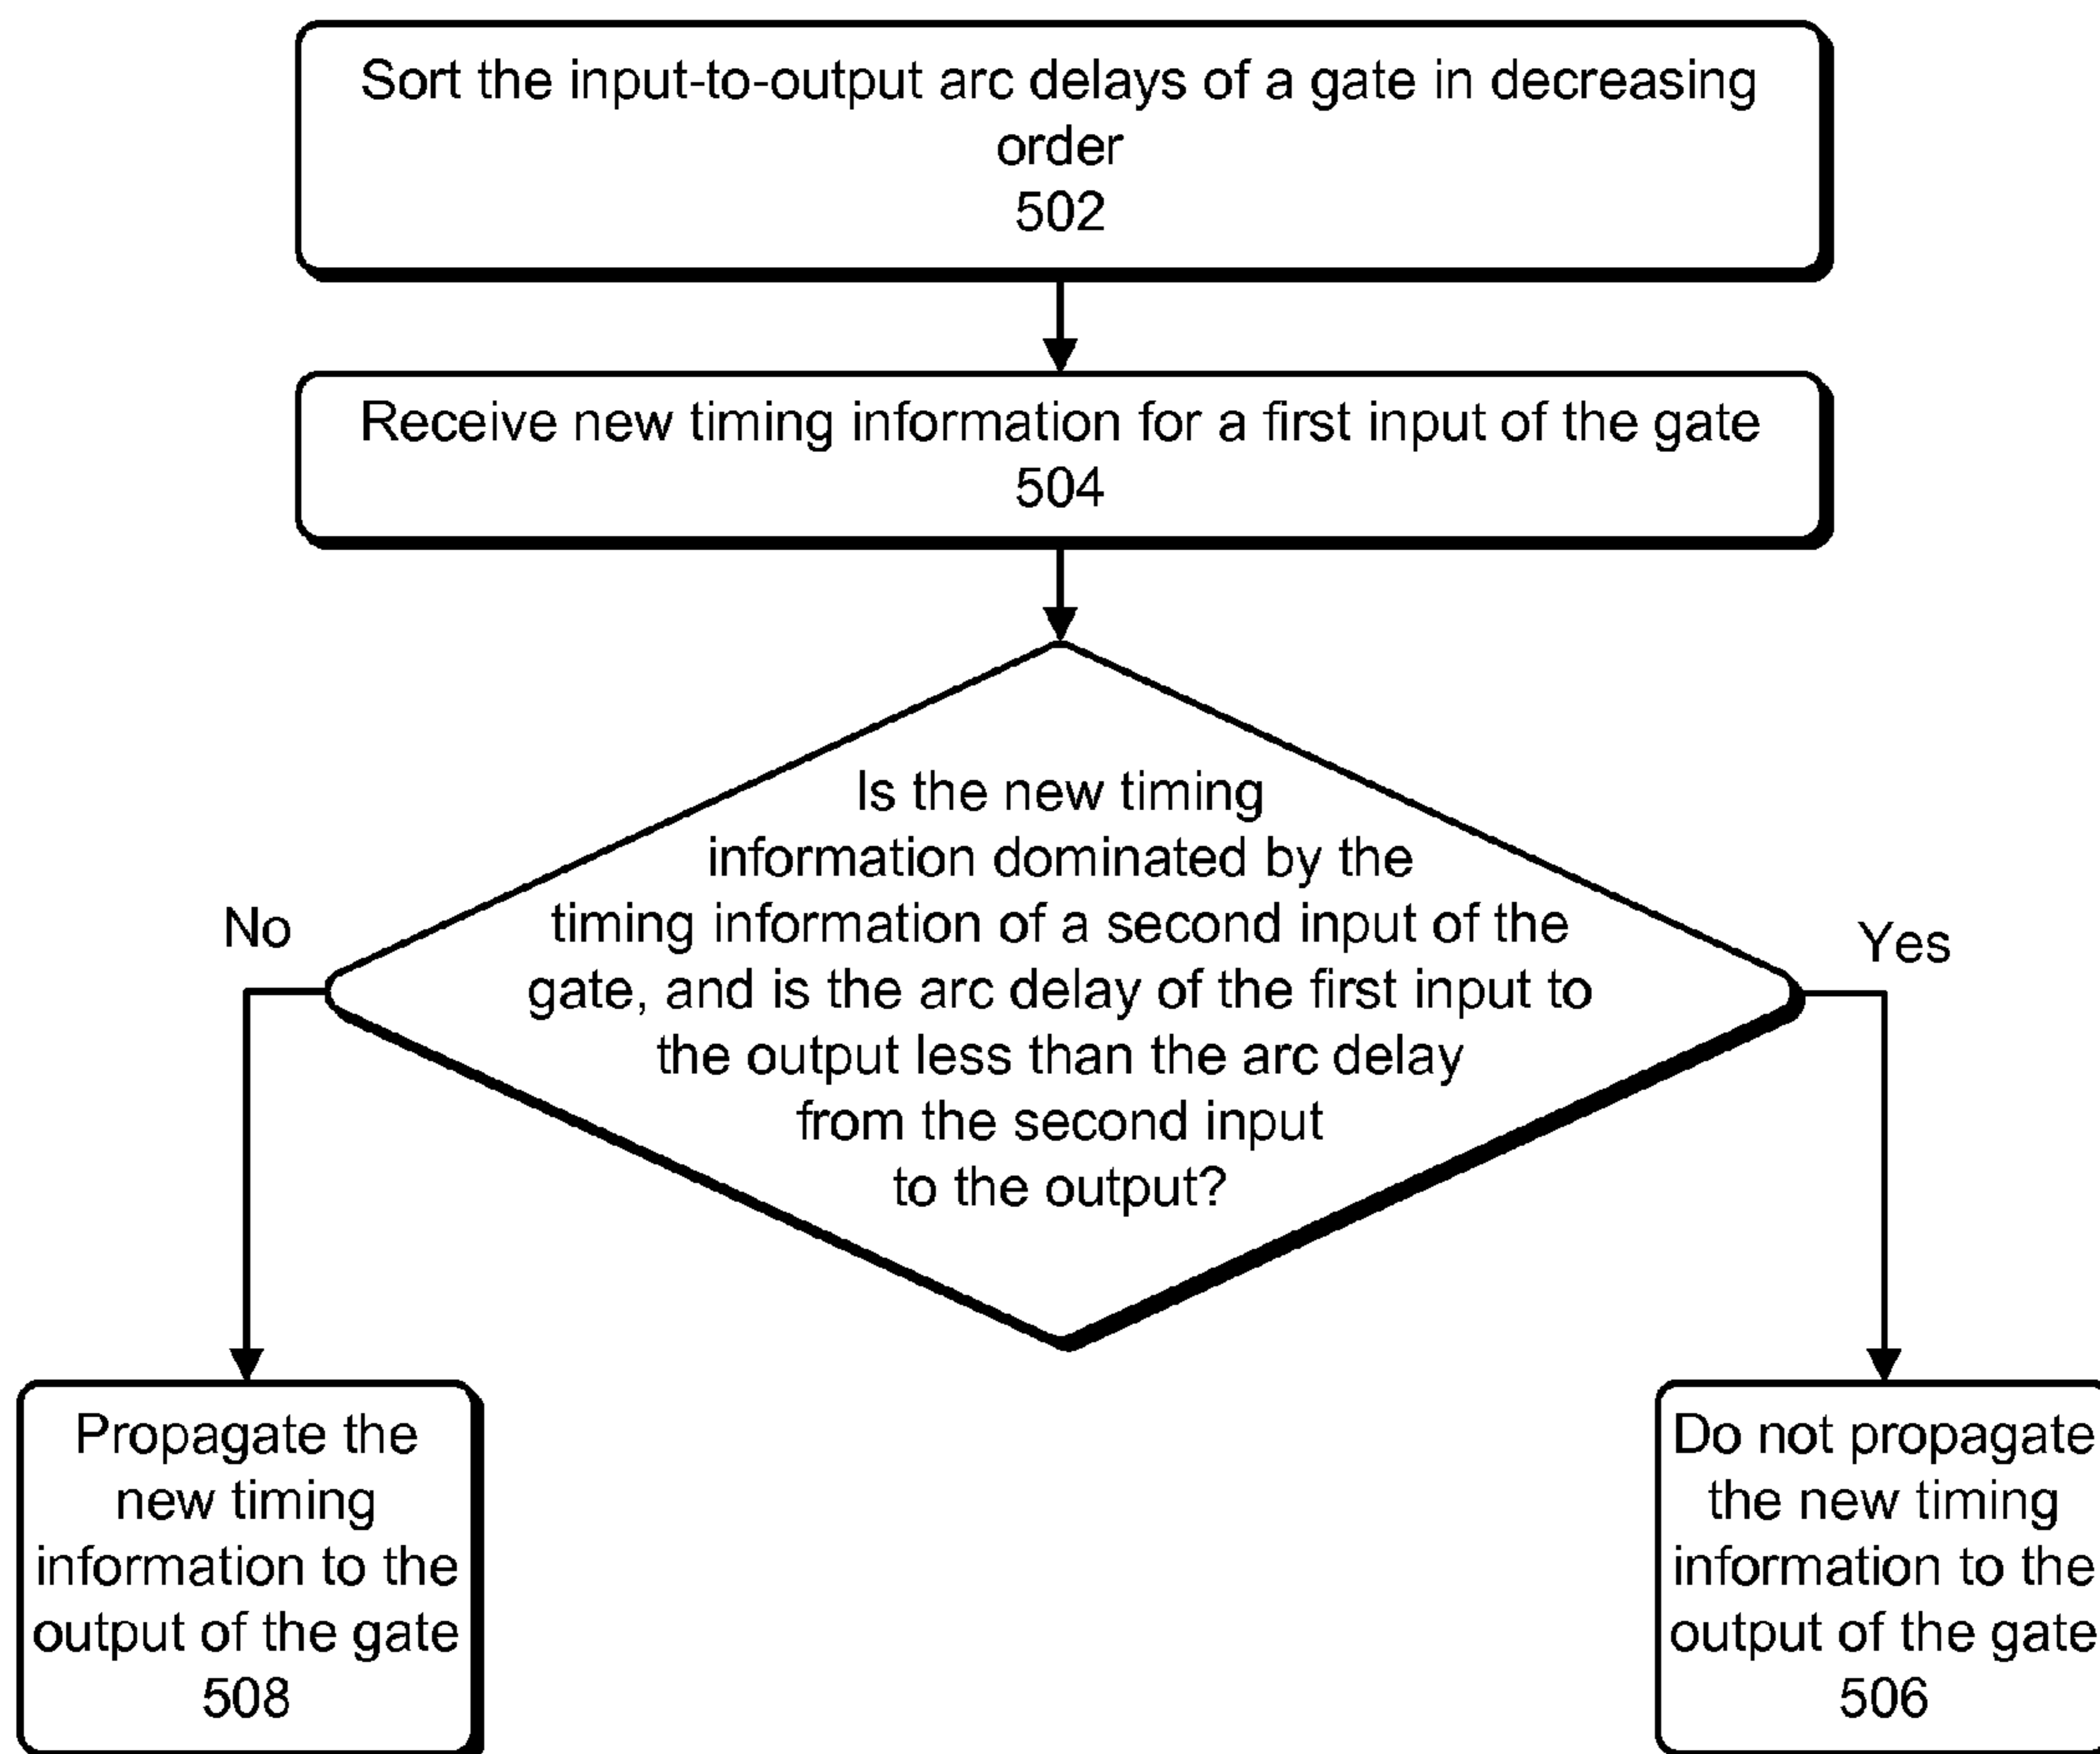 Sort the input-to-output arc delays of a gate in decreasing
order
502
Receive new timing information for a first input of the gate
504
Is the new timing
information dominated by the
timing information of a second input of the
gate, and is the arc delay of the first input to
the output less than the arc delay
from the second input
to the output?
No
Yes
Propagate the
new timing
information to the
output of the gate
508
Do not propagate
the new timing
information to the
output of the gate
506